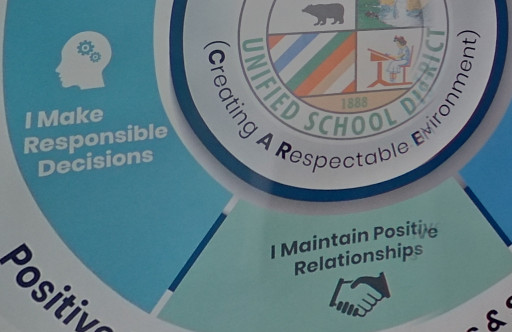 UNIFIED SCHOOL DISTRICT
1888
(Creating A Respectable Environment)
I Make
Responsible
Decisions
I Maintain Positive
Relationships
Positive
&